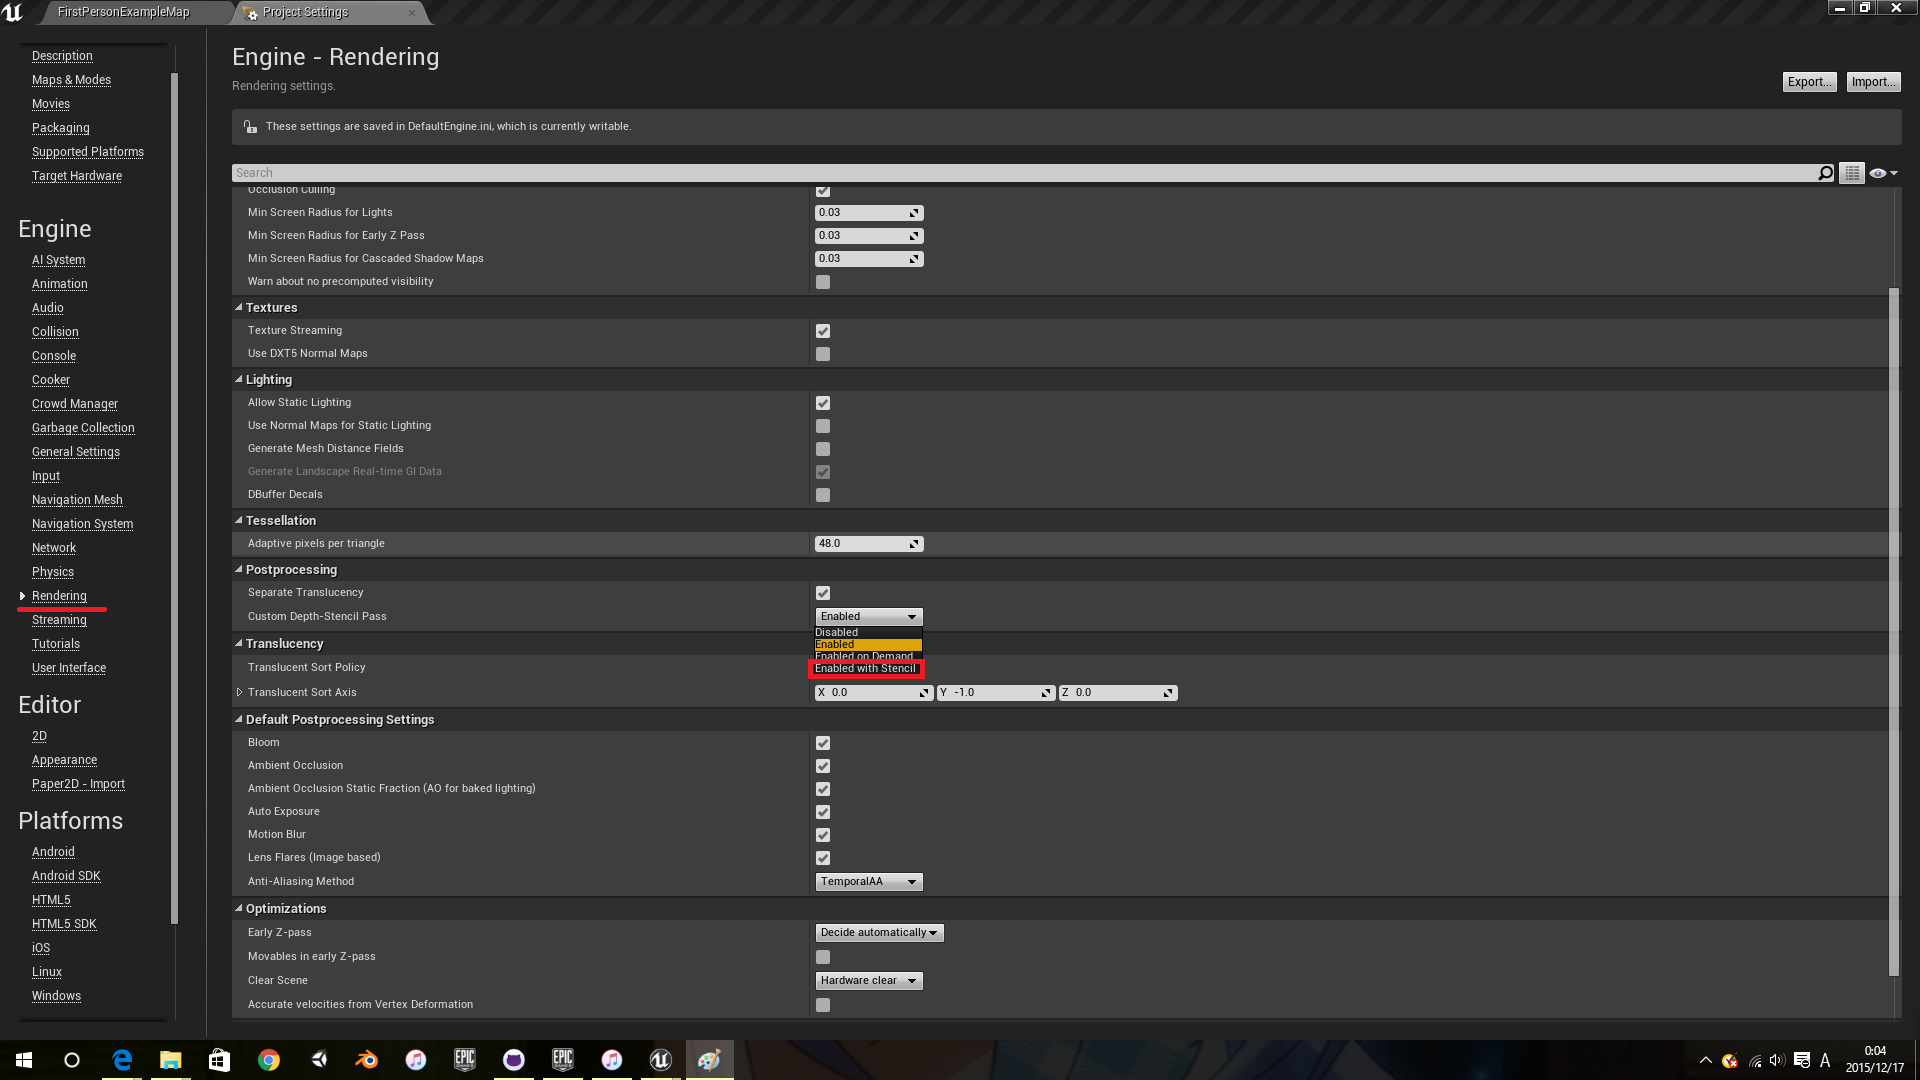 FirstPersonExampleMap
Project Settings
Description
Maps & Modes
Movies
Packaging
Supported Platforms
Target Hardware
Engine
AI System
Animation
Audio
Collision
Console
Cooker
Crowd Manager
Garbage Collection
General Settings
Input
Navigation Mesh
Navigation System
Network
Physics
Rendering
Streaming
Tutorials
User Interface
Editor
2D
Appearance
Paper2D - Import
Platforms
Android
Android SDK
HTML5
HTML5 SDK
iOS
Linux
Windows
Engine - Rendering
Rendering settings.
Export... Import...
These settings are saved in DefaultEngine.ini, which is currently writable.
Search
Occlusion Culling
Min Screen Radius for Lights 0.03
Min Screen Radius for Early Z Pass 0.03
Min Screen Radius for Cascaded Shadow Maps 0.03
Warn about no precomputed visibility
Textures
Texture Streaming
Use DXT5 Normal Maps
Lighting
Allow Static Lighting
Use Normal Maps for Static Lighting
Generate Mesh Distance Fields
Generate Landscape Real-time GI Data
DBuffer Decals
Tessellation
Adaptive pixels per triangle 48.0
Postprocessing
Separate Translucency
Custom Depth-Stencil Pass Enabled
Disabled
Enabled
Enabled on Demand
Enabled with Stencil
Translucency
Translucent Sort Policy
Translucent Sort Axis X 0.0 Y -1.0 Z 0.0
Default Postprocessing Settings
Bloom
Ambient Occlusion
Ambient Occlusion Static Fraction (AO for baked lighting)
Auto Exposure
Motion Blur
Lens Flares (Image based)
Anti-Aliasing Method TemporalAA
Optimizations
Early Z-pass Decide automatically
Movables in early Z-pass
Clear Scene Hardware clear
Accurate velocities from Vertex Deformation
EPIC GAMES
EPIC GAMES
A
0:04
2015/12/17